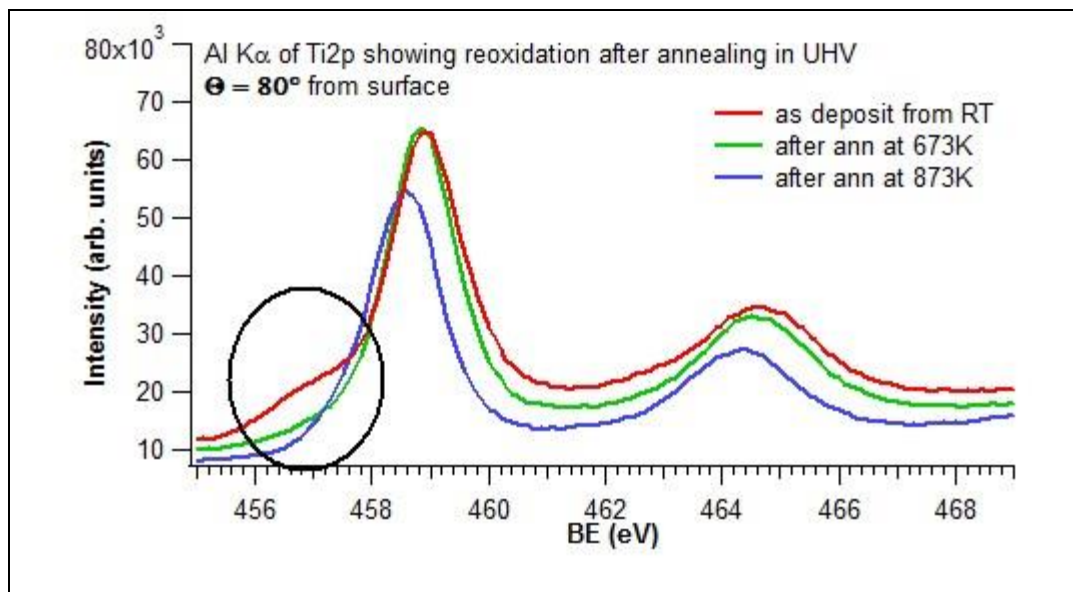 80x10³
Al Kα of Ti2p showing reoxidation after annealing in UHV
Θ = 80° from surface
70
as deposit from RT
after ann at 673K
60
after ann at 873K
50
40
30
20
10
Intensity (arb. units)
456 458 460 462 464 466 468
BE (eV)